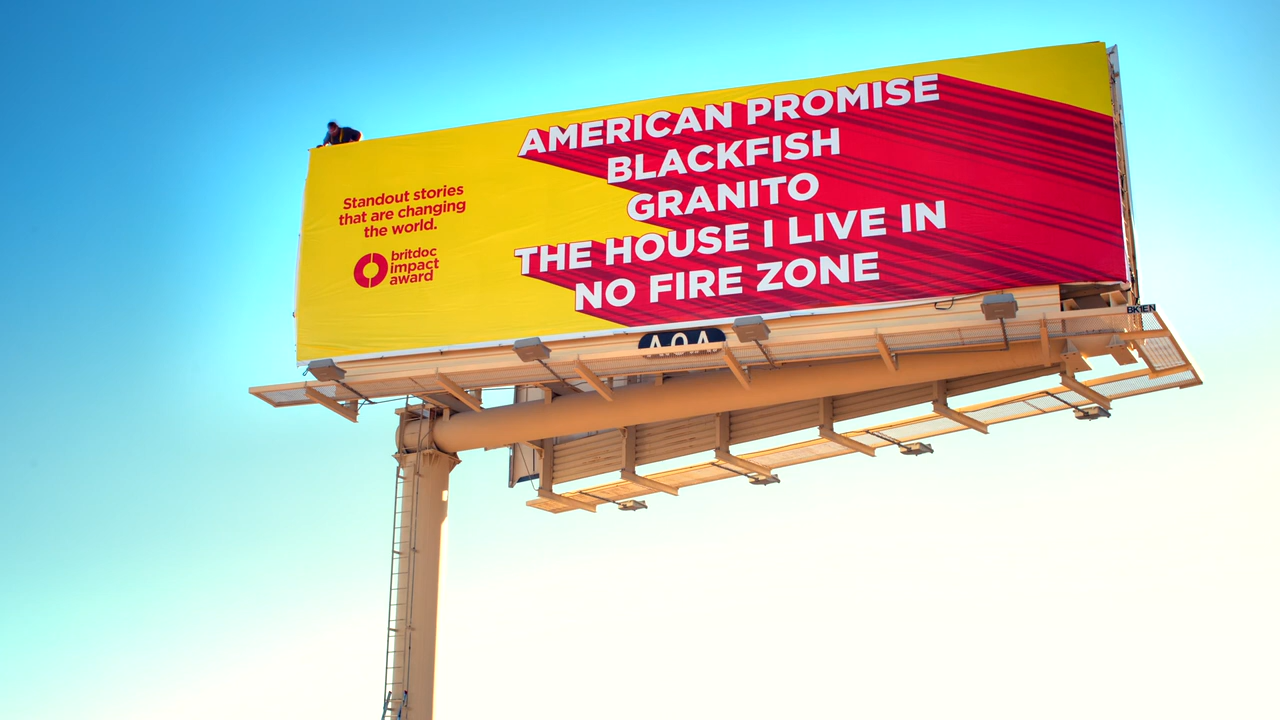 Standout stories
that are changing
the world.
britdoc
impact
award
AMERICAN PROMISE
BLACKFISH
GRANITO
THE HOUSE I LIVE IN
NO FIRE ZONE